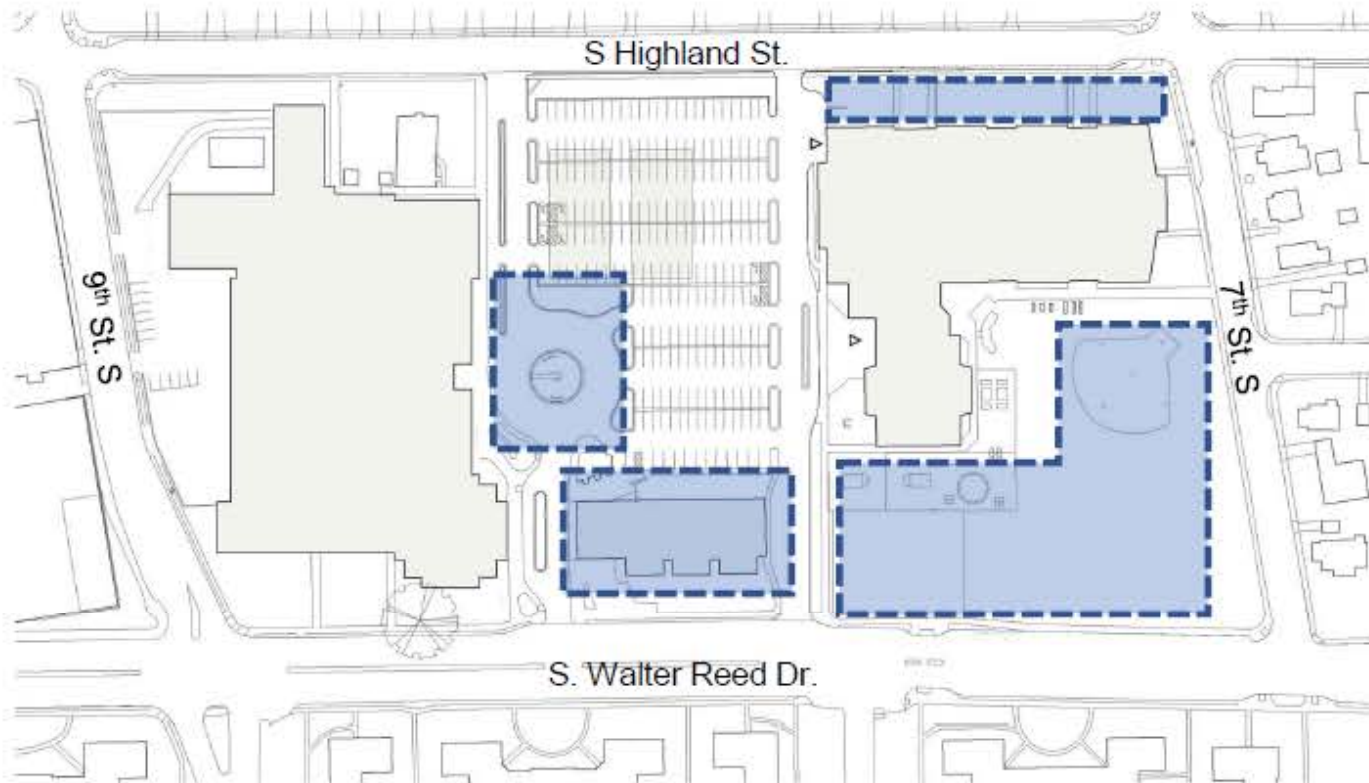 S Highland St.
9th St. S
7th St. S
S. Walter Reed Dr.